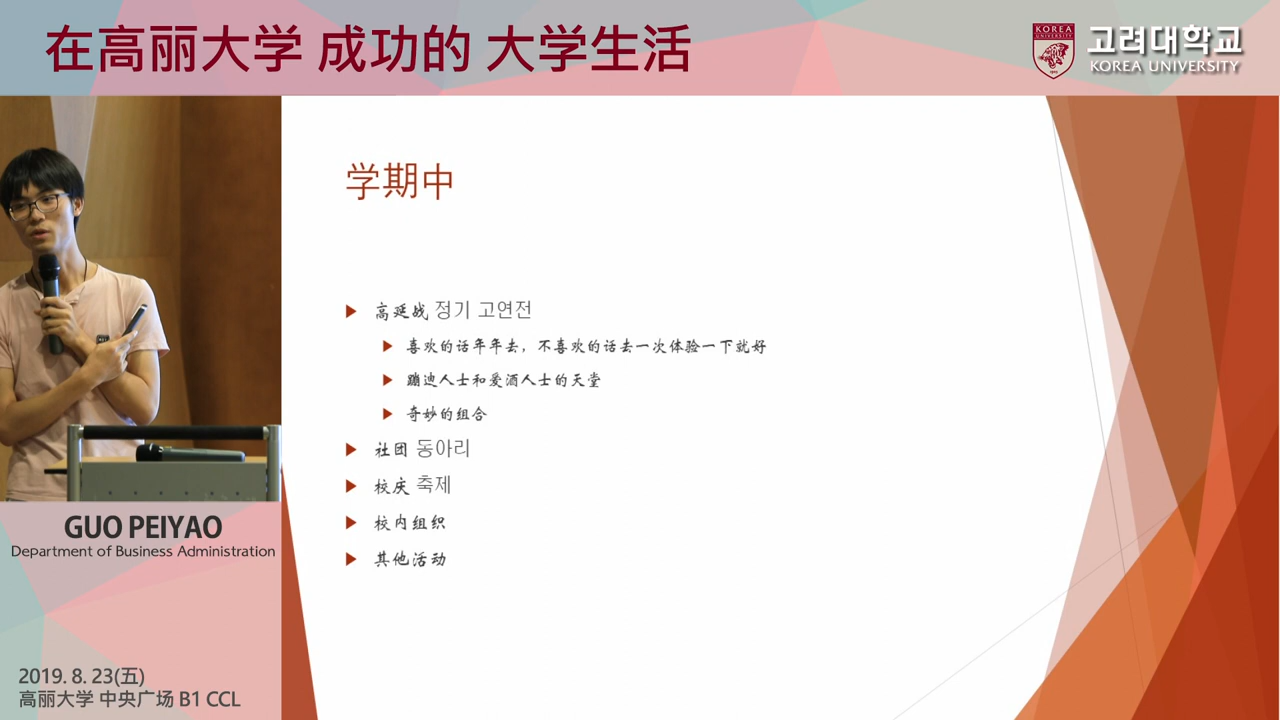 在高丽大学 成功的 大学生活
KOREA
UNIVERSITY
고려대학교
KOREA UNIVERSITY
学期中
高延战 정기 고연전
喜欢的话年年去，不喜欢的话去一次体验一下就好
蹦迪人士和爱酒人士的天堂
奇妙的组合
社团 동아리
校庆 축제
校内组织
其他活动
GUO PEIYAO
Department of Business Administration
2019. 8. 23(五)
高丽大学 中央广场 B1 CCL